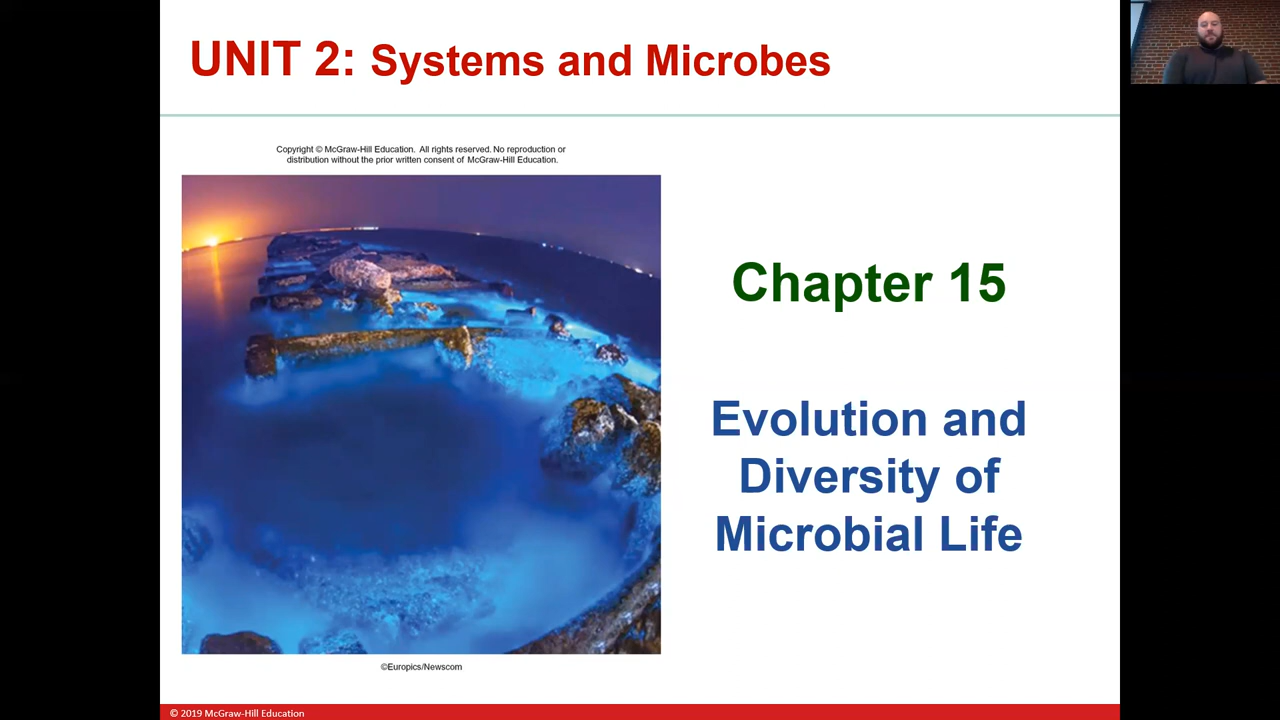 UNIT 2: Systems and Microbes
Copyright © McGraw-Hill Education. All rights reserved. No reproduction or
distribution without the prior written consent of McGraw-Hill Education.
Chapter 15
Evolution and
Diversity of
Microbial Life
©Europics/Newscom
© 2019 McGraw-Hill Education